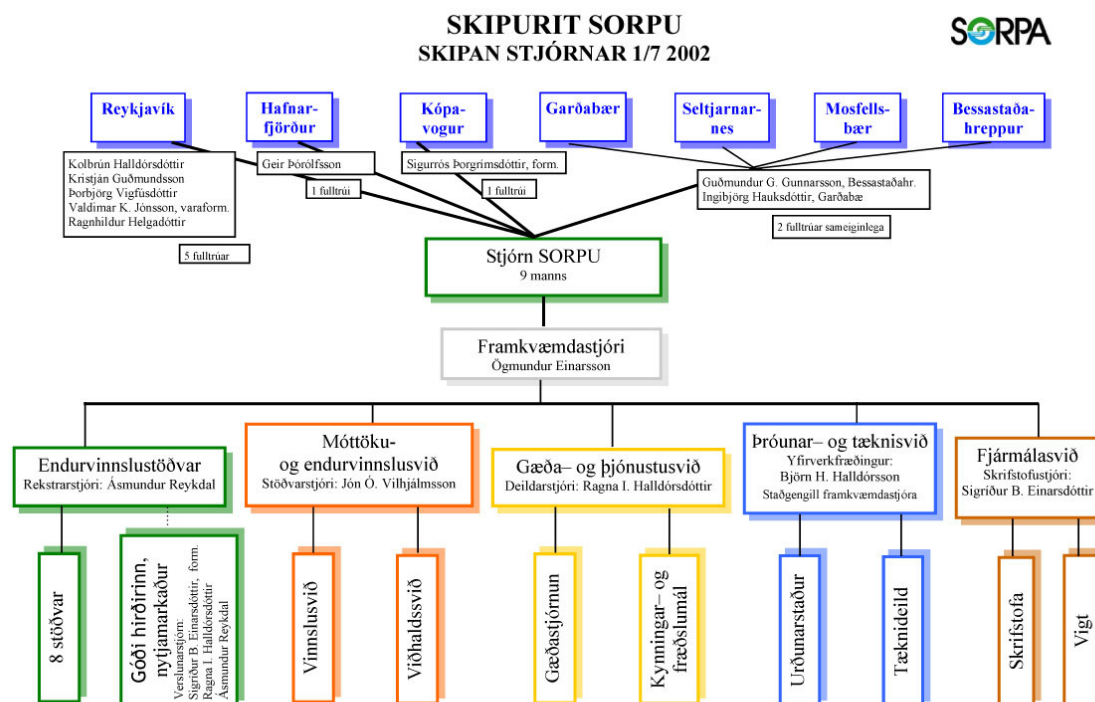 SKIPURIT SORPU
SKIPAN STJÓRNAR 1/7 2002
SORPA
Reykjavík
Hafnar-
fjörður
Kópa-
vogur
Garðabær
Seltjarnar-
nes
Mosfells-
bær
Bessastaða-
hreppur
Kolbrún Halldórsdóttir
Kristján Guðmundsson
Þorbjörg Vigfúsdóttir
Valdimar K. Jónsson, varaform.
Ragnhildur Helgadóttir
5 fulltrúar
Geir Þórólfsson
1 fulltrúi
Sigurrós Þorgrimsdóttir, form.
1 fulltrúi
Guðmundur G. Gunnarsson, Bessastaðahr.
Ingibjörg Hauksdóttir, Garðabæ
2 fulltrúar sameiginlega
Stjórn SORPU
9 manns
Framkvæmdastjóri
Ögmundur Einarsson
Endurvinnslustöðvar
Rekstrarstjóri: Ásmundur Reykdal
Móttöku-
og endurvinnslusvið
Stöðvarstjóri: Jón Ó. Vilhjálmsson
Gæða– og þjónustusvið
Deildarstjóri: Ragna I. Halldórsdóttir
Þróunar– og tæknisvið
Yfirverkfræðingur:
Björn H. Halldórsson
Staðgengill framkvæmdastjóra
Fjármálasvið
Skrifstofustjóri:
Sigríður B. Einarsdóttir
8 stöðvar
Góði hirðirinn,
nytjamarkaður
Verslunarstjórn:
Sigríður B. Einarsdóttir, form.
Ragna I. Halldórsdóttir
Ásmundur Reykdal
Vinnslusvið
Viðhaldssvið
Gæðastjórnun
Kynningar– og
fræðslumál
Urðunarstaður
Tæknideild
Skrifstofa
Vigt